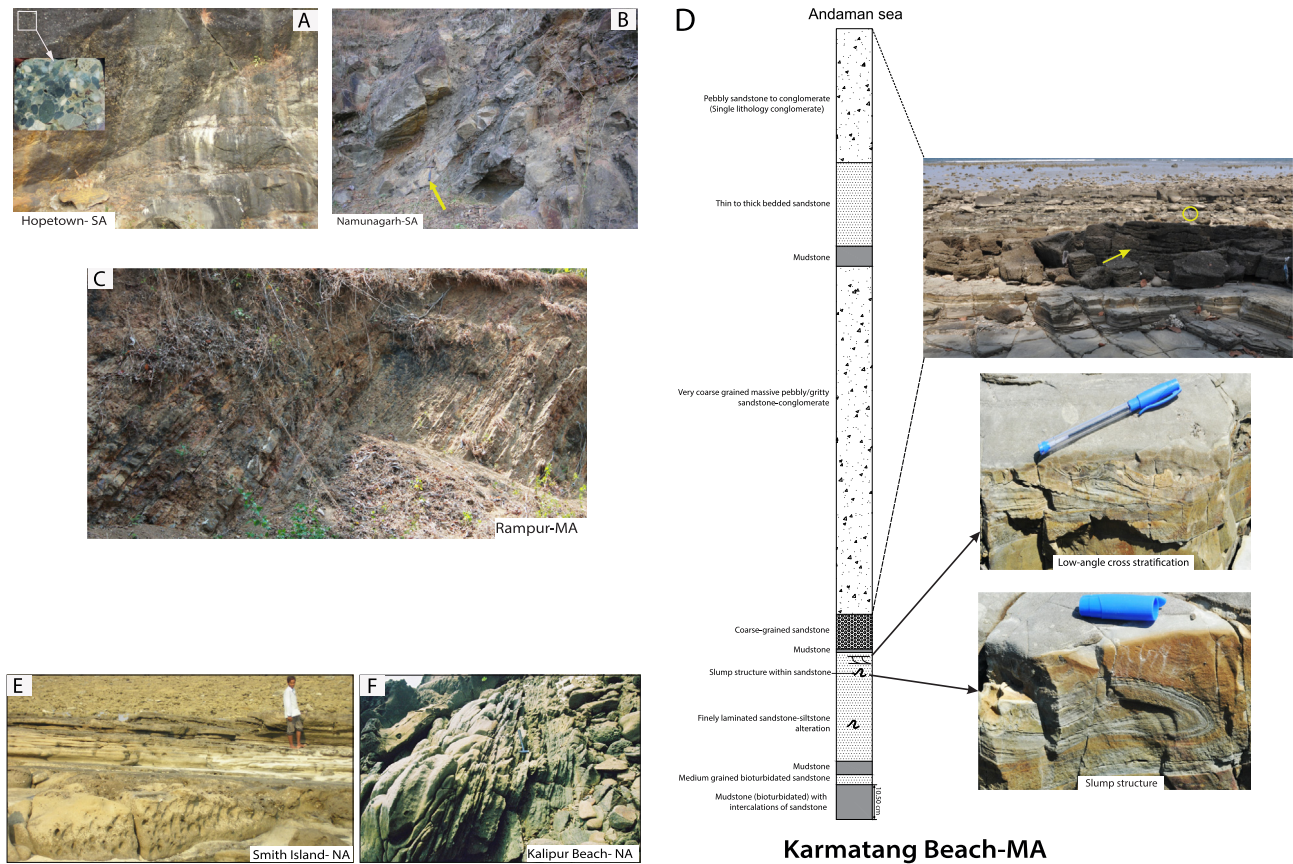 A
Hopetown- SA
B
Namunagarh-SA
C
Rampur-MA
D
Andaman sea
Pebbly sandstone to conglomerate
(Single lithology conglomerate)
Thin to thick bedded sandstone
Mudstone
Very coarse grained massive pebbly/gritty
sandstone-conglomerate
Coarse-grained sandstone
Mudstone
Slump structure within sandstone
Finely laminated sandstone-siltstone
alteration
Mudstone
Medium grained bioturbidated sandstone
Mudstone (bioturbidated) with
intercalations of sandstone
10.50 cm.
Low-angle cross stratification
Slump structure
Karmatang Beach-MA
E
Smith Island- NA
F
Kalipur Beach- NA